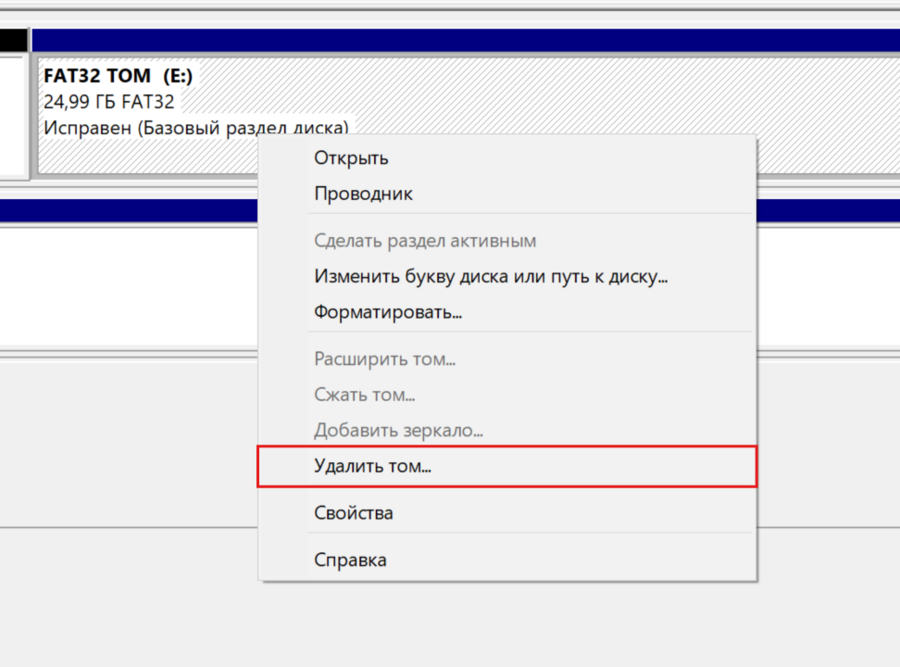 FAT32 ТОМ (E:)
24,99 ГБ FAT32
Исправен (Базовый раздел диска)
Открыть
Проводник
Сделать раздел активным
Изменить букву диска или путь к диску...
Форматировать...
Расширить том...
Сжать том...
Добавить зеркало...
Удалить том...
Свойства
Справка